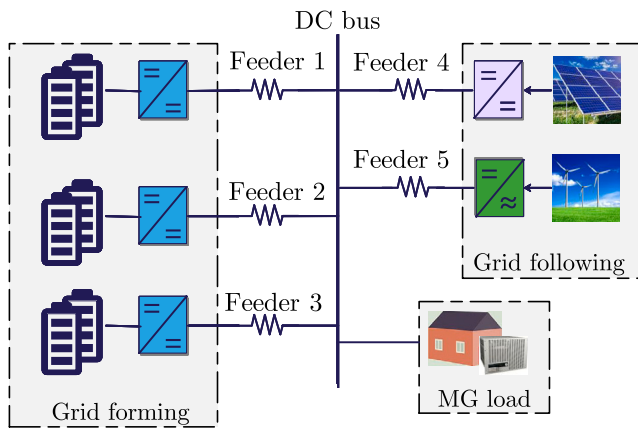 DC bus
Feeder 1
Feeder 4
Feeder 5
Feeder 2
Grid following
Feeder 3
MG load
Grid forming